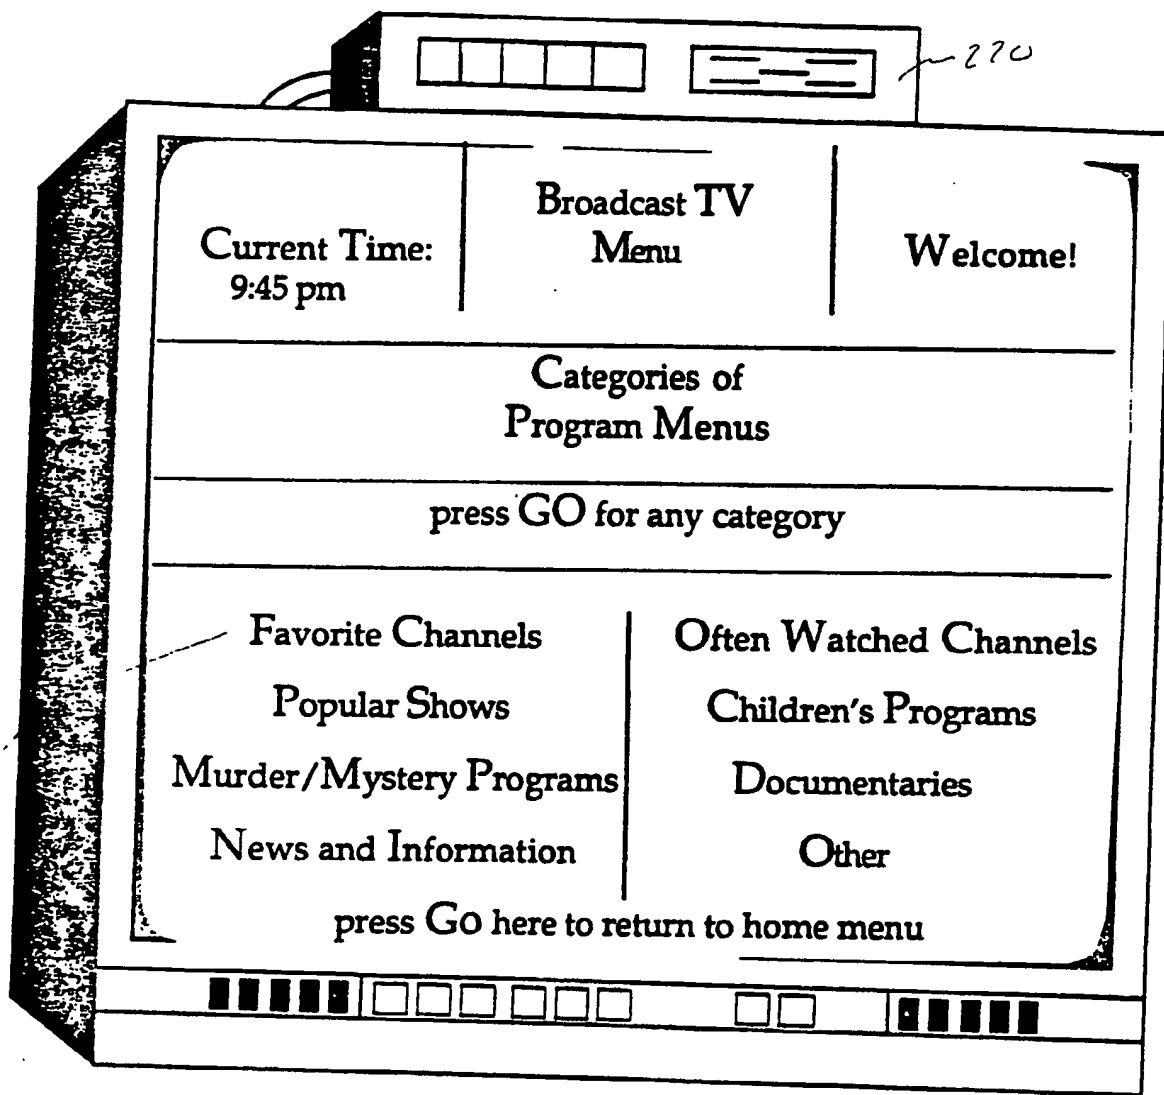 220
Broadcast TV
Menu
Current Time:
9:45 pm
Welcome!
Categories of
Program Menus
press GO for any category
Favorite Channels
Often Watched Channels
Popular Shows
Children's Programs
Murder/Mystery Programs
Documentaries
News and Information
Other
press Go here to return to home menu